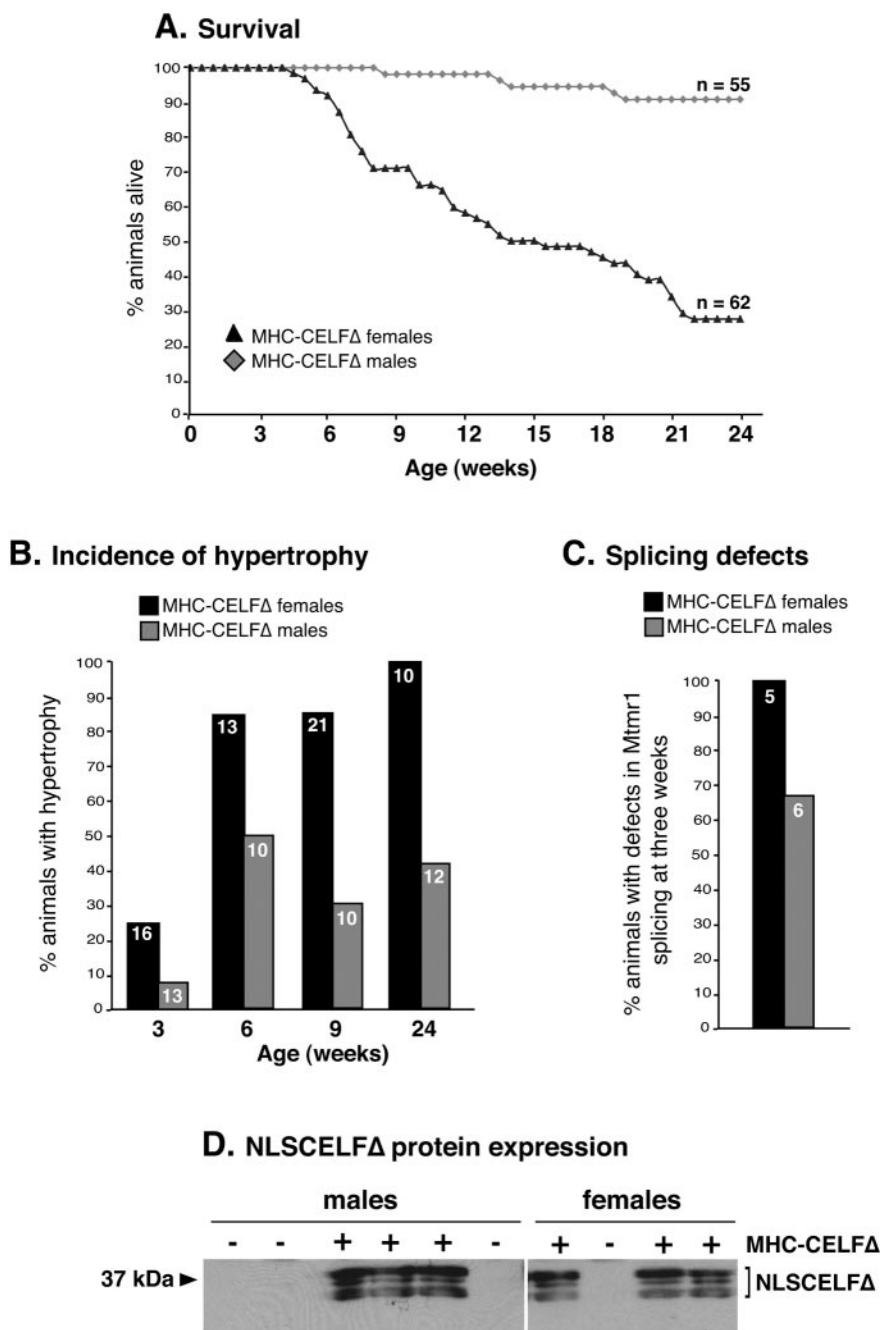 A. Survival
100
90
80
70
60
50
40
30
20
10
0
% animals alive
n = 55
n = 62
MHC-CELFΔ females
MHC-CELFΔ males
0 3 6 9 12 15 18 21 24
Age (weeks)
B. Incidence of hypertrophy
MHC-CELFΔ females
MHC-CELFΔ males
% animals with hypertrophy
100
90
80
70
60
50
40
30
20
10
0
16 13 13 10 21 10 10 12
3 6 9 24
Age (weeks)
C. Splicing defects
MHC-CELFΔ females
MHC-CELFΔ males
% animals with defects in Mtmr1
splicing at three weeks
100
90
80
70
60
50
40
30
20
10
0
5 6
D. NLSCELFΔ protein expression
males females
- - + + + - + - + + MHC-CELFΔ
37 kDa
NLSCELFΔ